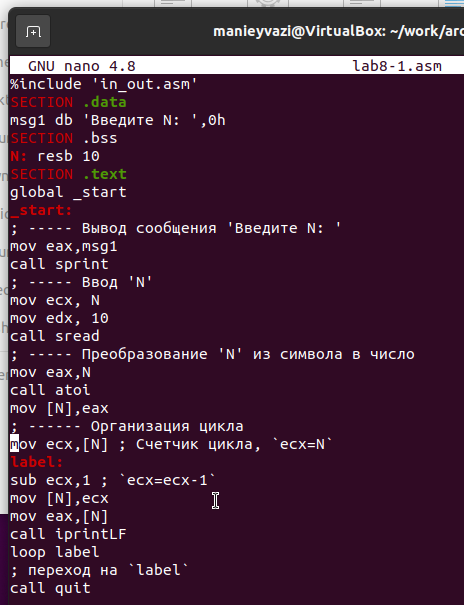 manieyvazi@VirtualBox: ~/work/arc
GNU nano 4.8 lab8-1.asm
%include 'in_out.asm'
SECTION .data
msg1 db 'Введите N: ',0h
SECTION .bss
N: resb 10
SECTION .text
global _start
_start:
; ----- Вывод сообщения 'Введите N: '
mov eax,msg1
call sprint
; ----- Ввод 'N'
mov ecx, N
mov edx, 10
call sread
; ----- Преобразование 'N' из символа в число
mov eax,N
call atoi
mov [N],eax
; ------ Организация цикла
mov ecx,[N] ; Счетчик цикла, `ecx=N`
label:
sub ecx,1 ; `ecx=ecx-1`
mov [N],ecx
mov eax,[N]
call iprintLF
loop label
; переход на `label`
call quit